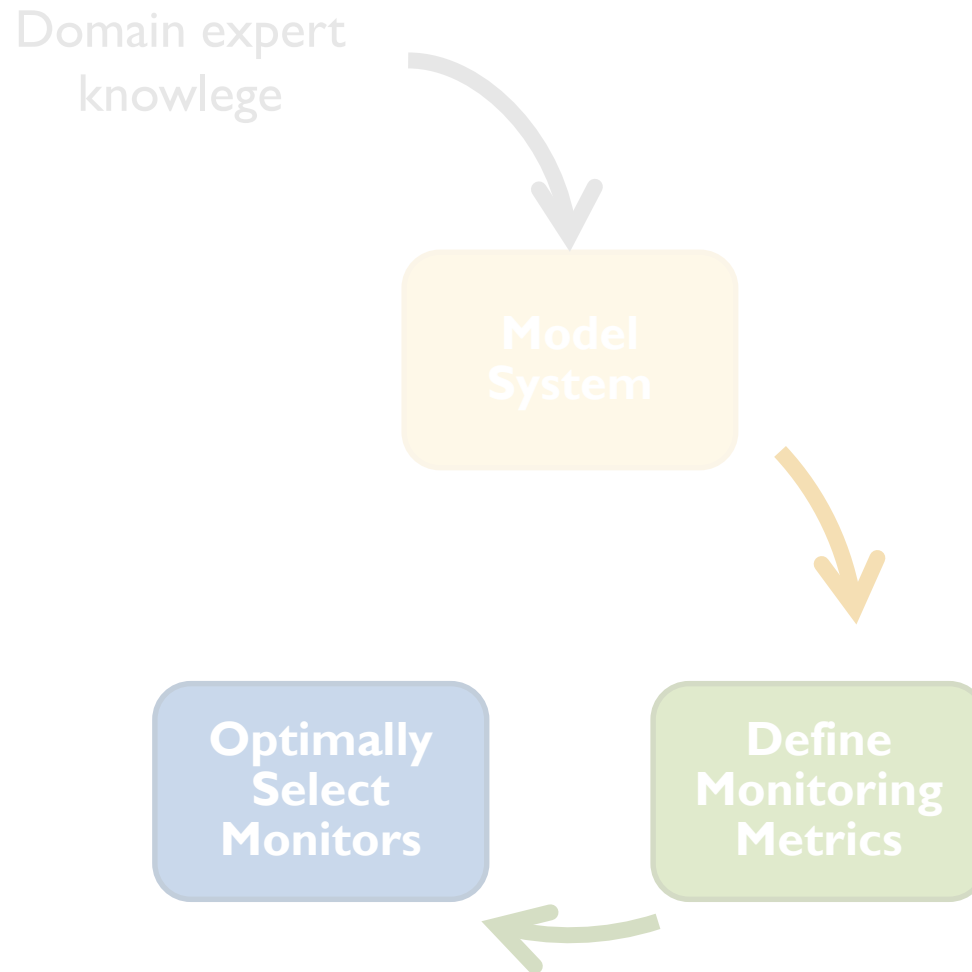 Domain expert
knowlege
Model
System
Optimally
Select
Monitors
Define
Monitoring
Metrics